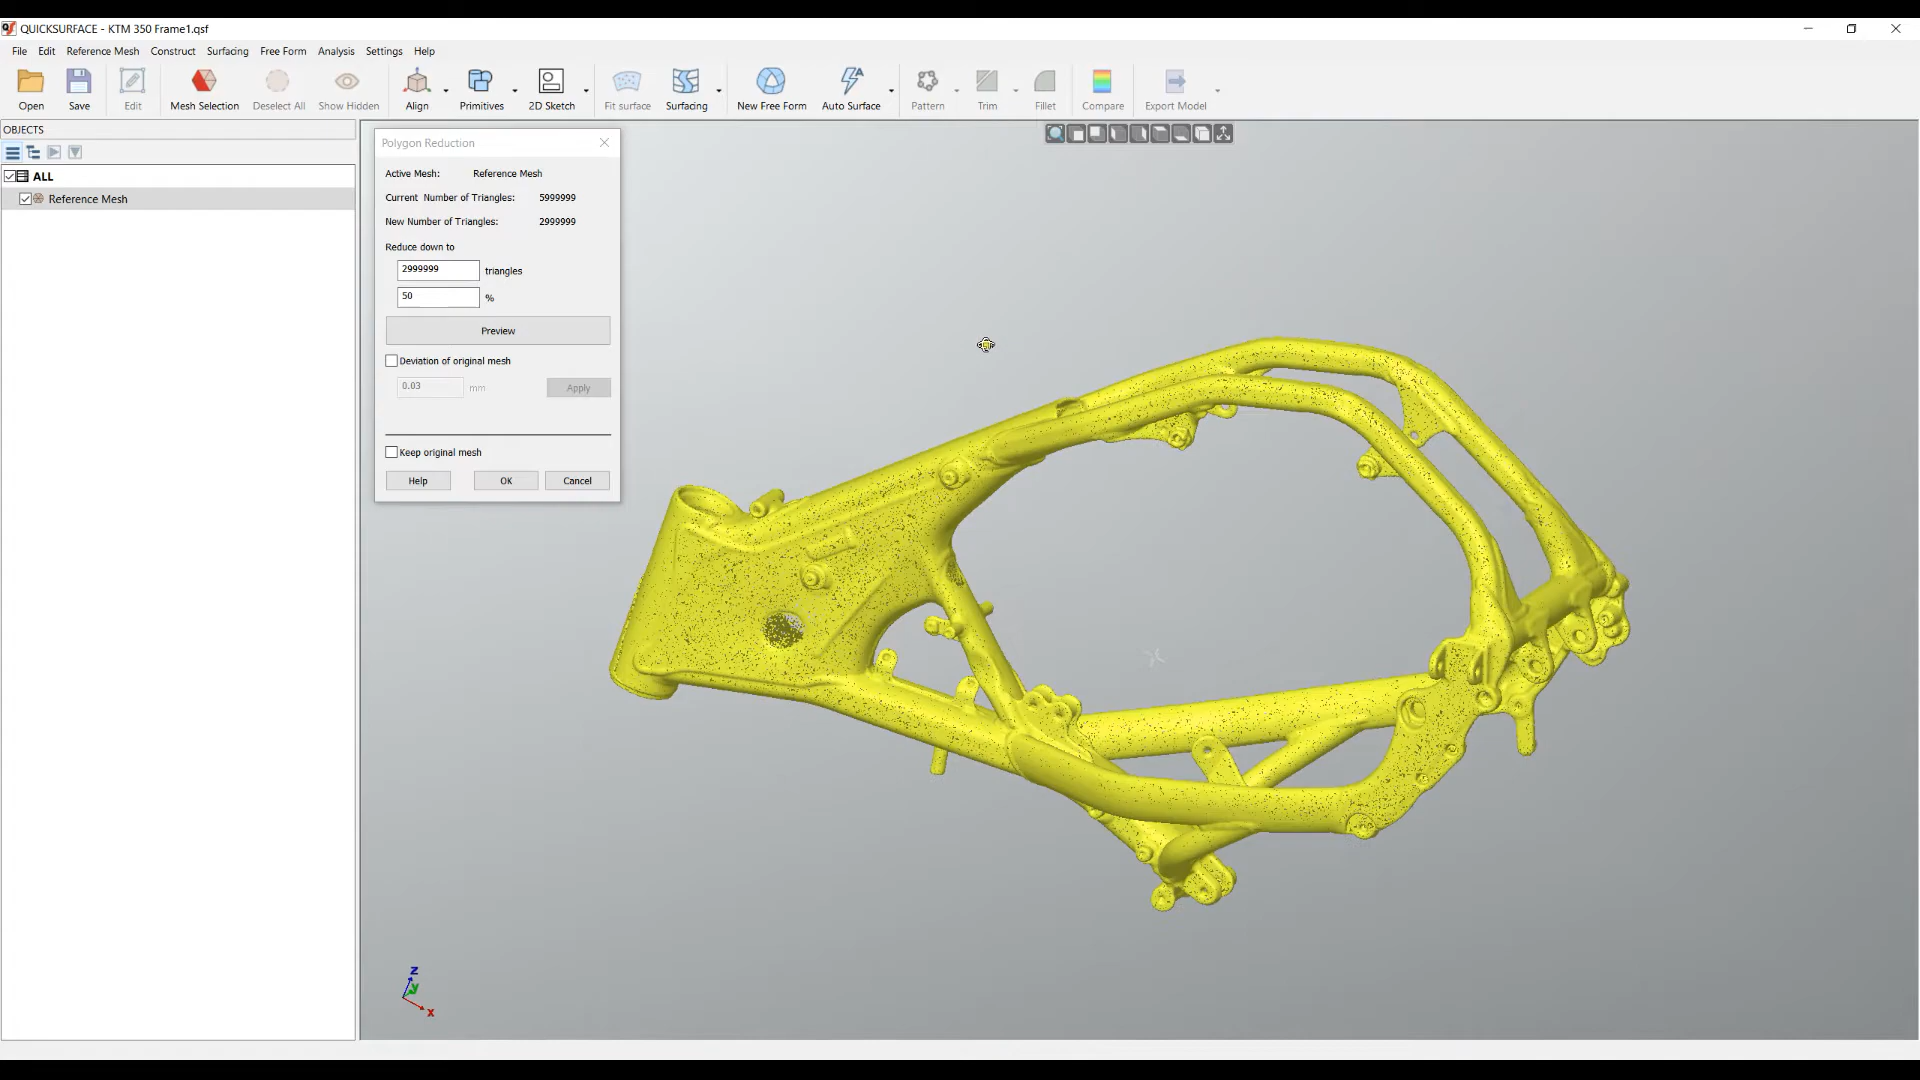 QUICKSURFACE - KTM 350 Frame1.qsf
File Edit Reference Mesh Construct Surfacing Free Form Analysis Settings Help
Open Save Edit Mesh Selection Deselect All Show Hidden Align Primitives 2D Sketch Fit surface Surfacing New Free Form Auto Surface Pattern Trim Fillet Compare Export Model
OBJECTS
ALL
Reference Mesh
Polygon Reduction
Active Mesh: Reference Mesh
Current Number of Triangles: 5999999
New Number of Triangles: 2999999
Reduce down to
2999999 triangles
50 %
Preview
Deviation of original mesh
0.03 mm Apply
Keep original mesh
Help OK Cancel
z
y
x